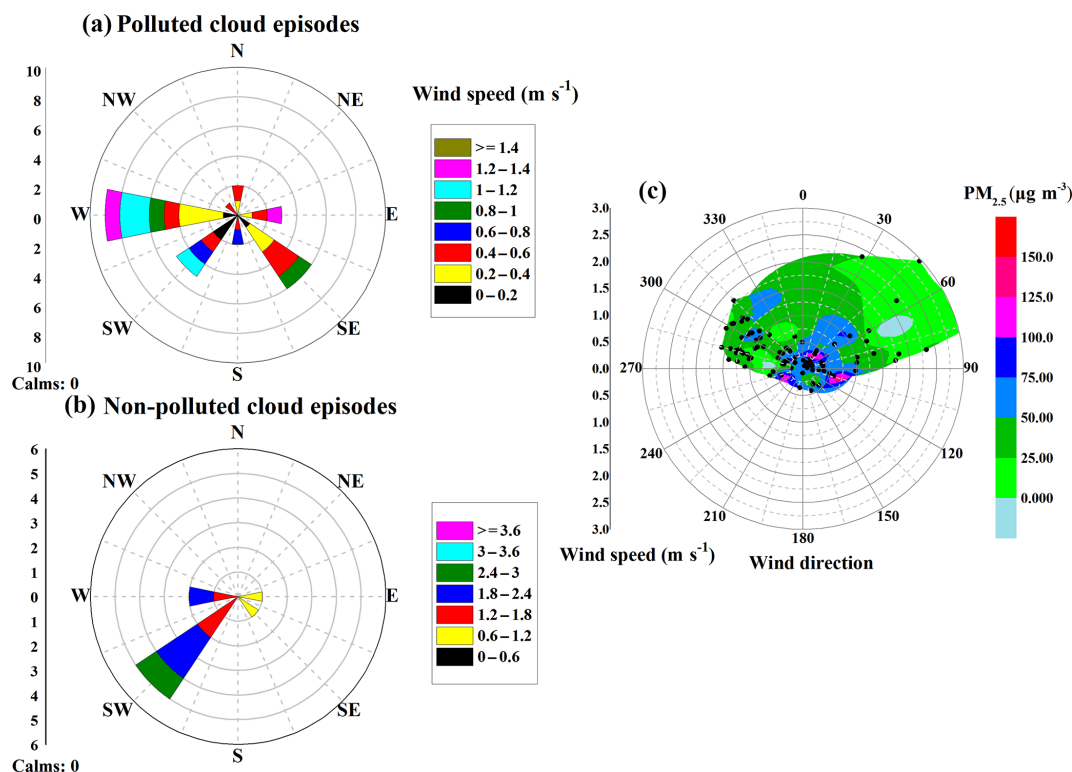 (a) Polluted cloud episodes
N
NE
E
SE
S
SW
W
NW
10
8
6
4
2
0
2
4
6
8
10
Calms: 0
Wind speed (m s⁻¹)
>= 1.4
1.2 – 1.4
1 – 1.2
0.8 – 1
0.6 – 0.8
0.4 – 0.6
0.2 – 0.4
0 – 0.2
(b) Non-polluted cloud episodes
N
NE
E
SE
S
SW
W
NW
6
5
4
3
2
1
0
1
2
3
4
5
6
Calms: 0
>= 3.6
3 – 3.6
2.4 – 3
1.8 – 2.4
1.2 – 1.8
0.6 – 1.2
0 – 0.6
(c)
PM₂.₅ (µg m⁻³)
0
30
60
90
120
150
180
210
240
270
300
330
3.0
2.5
2.0
1.5
1.0
0.5
0.0
0.5
1.0
1.5
2.0
2.5
3.0
Wind speed (m s⁻¹)
Wind direction
150.0
125.0
100.0
75.00
50.00
25.00
0.000